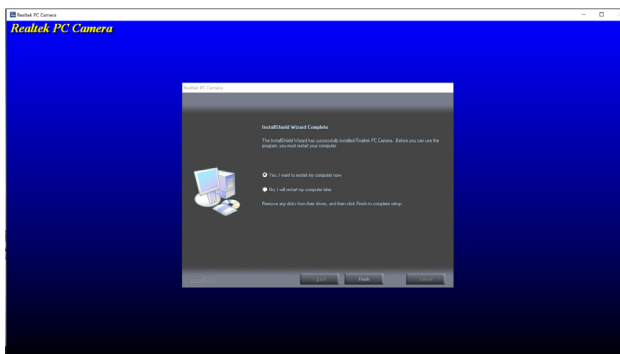 Realtek PC Camera
Realtek PC Camera
Realtek PC Camera
InstallShield Wizard Complete
The InstallShield Wizard has successfully installed Realtek PC Camera. Before you can use the
program, you must restart your computer.
Yes, I want to restart my computer now.
No, I will restart my computer later.
Remove any disks from their drives, and then click Finish to complete setup.
InstallShield
< Back
Finish
Cancel